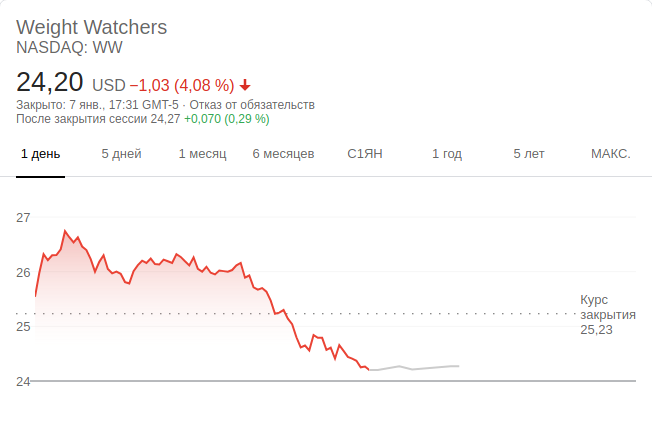 Weight Watchers
NASDAQ: WW
24,20 USD −1,03 (4,08 %)
Закрыто: 7 янв., 17:31 GMT-5 · Отказ от обязательств
После закрытия сессии 24,27 +0,070 (0,29 %)
1 день 5 дней 1 месяц 6 месяцев С1ЯН 1 год 5 лет МАКС.
27
26
25
24
Курс
закрытия
25,23